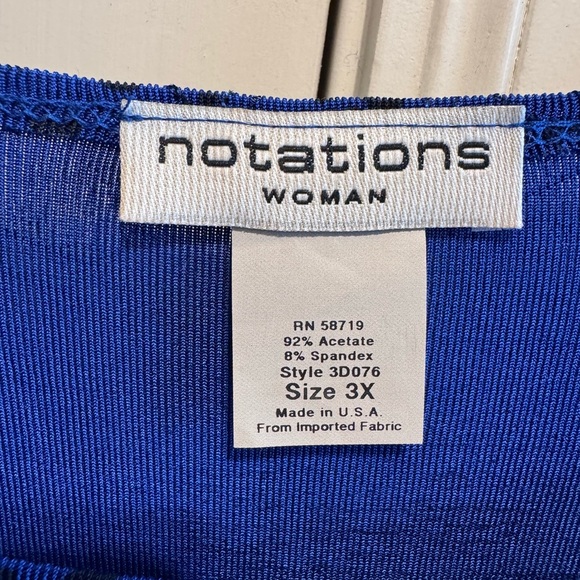 notations
WOMAN
RN 58719
92% Acetate
8% Spandex
Style 3D076
Size 3X
Made in U.S.A.
From Imported Fabric